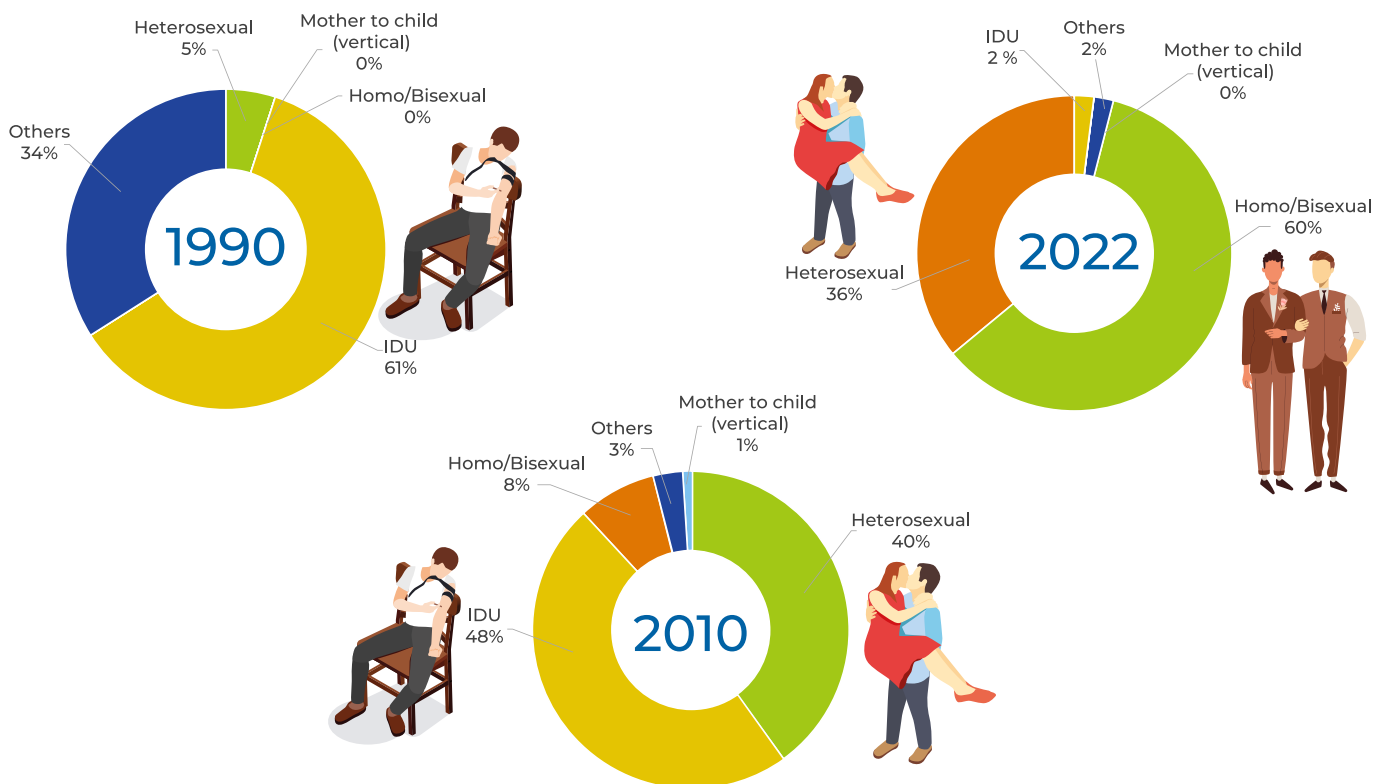 Heterosexual
5%
Mother to child
(vertical)
0%
Homo/Bisexual
0%
Others
34%
1990
IDU
61%
IDU
2 %
Others
2%
Mother to child
(vertical)
0%
Homo/Bisexual
60%
2022
Heterosexual
36%
Mother to child
(vertical)
1%
Others
3%
Homo/Bisexual
8%
Heterosexual
40%
IDU
48%
2010